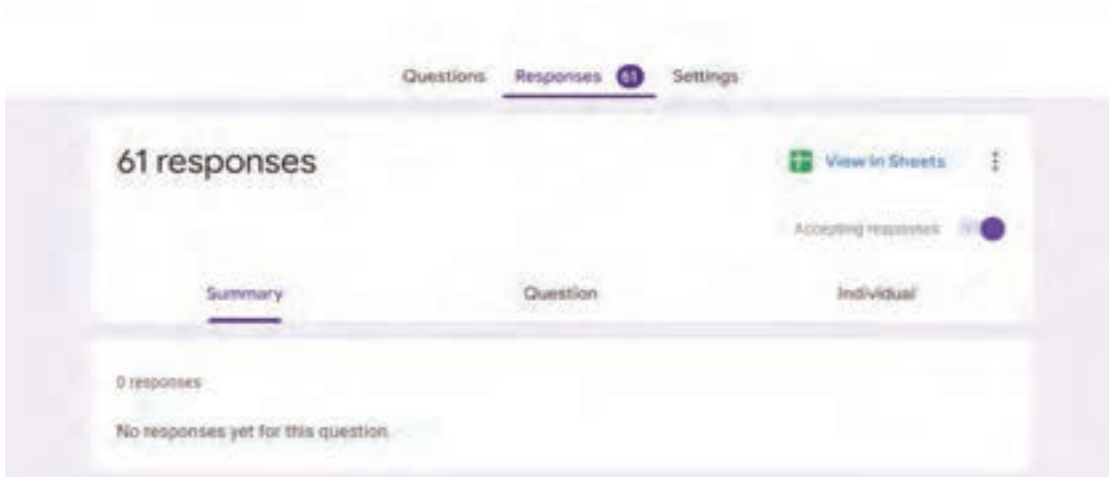 Questions Responses 61 Settings
61 responses
View in Sheets
Accepting responses
Summary Question Individual
0 responses
No responses yet for this question.